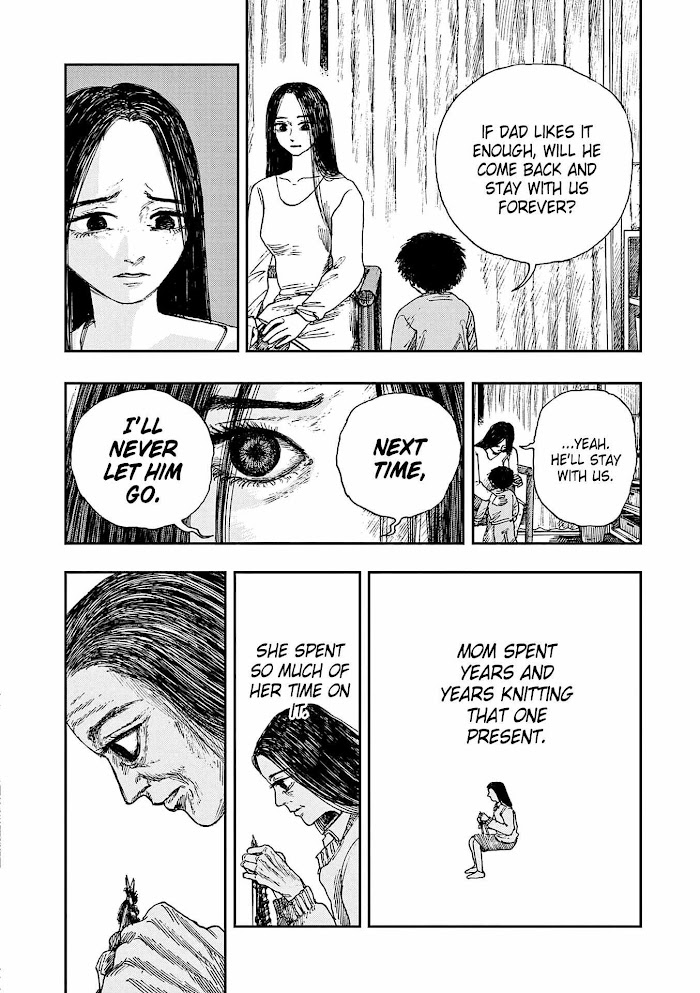 IF DAD LIKES IT
ENOUGH, WILL HE
COME BACK AND
STAY WITH US
FOREVER?
...YEAH.
HE'LL STAY
WITH US.
NEXT
TIME,
I'LL
NEVER
LET HIM
GO.
MOM SPENT
YEARS AND
YEARS KNITTING
THAT ONE
PRESENT.
SHE SPENT
SO MUCH OF
HER TIME ON
IT.